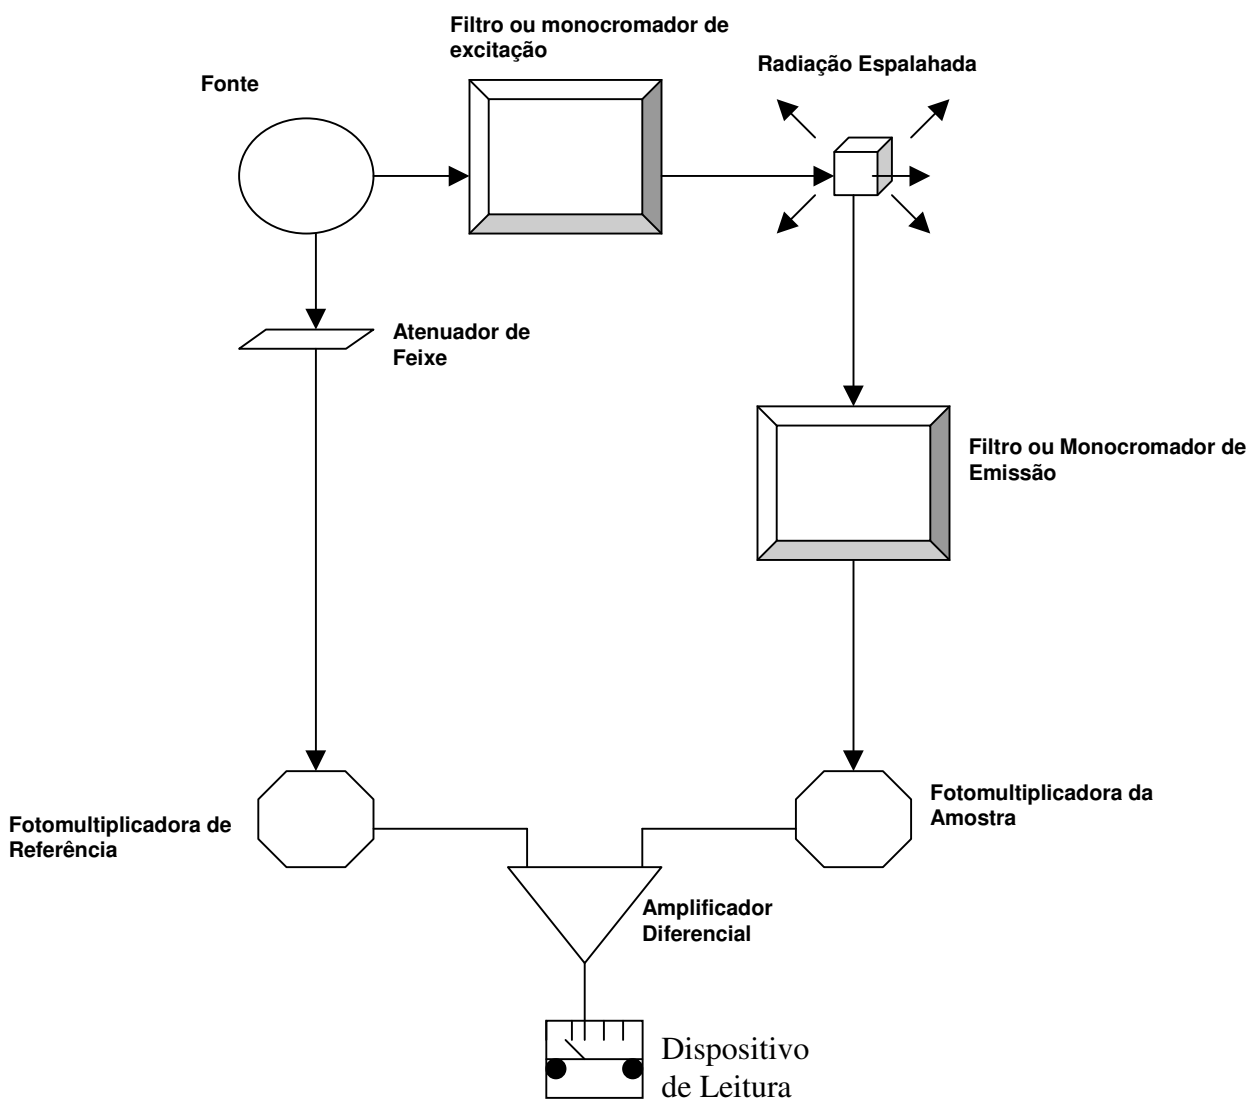 Filtro ou monocromador de
excitação
Radiação Espalahada
Fonte
Atenuador de
Feixe
Filtro ou Monocromador de
Emissão
Fotomultiplicadora da
Amostra
Fotomultiplicadora de
Referência
Amplificador
Diferencial
Dispositivo
de Leitura